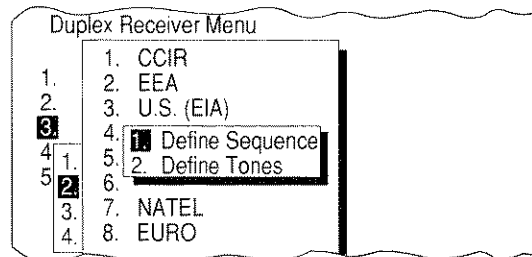 Duplex Receiver Menu
1.
2.
3.
4
5
1.
2.
3.
4.
1. CCIR
2. EEA
3. U.S. (EIA)
4.
5.
6.
7. NATEL
8. EURO
1. Define Sequence
2. Define Tones